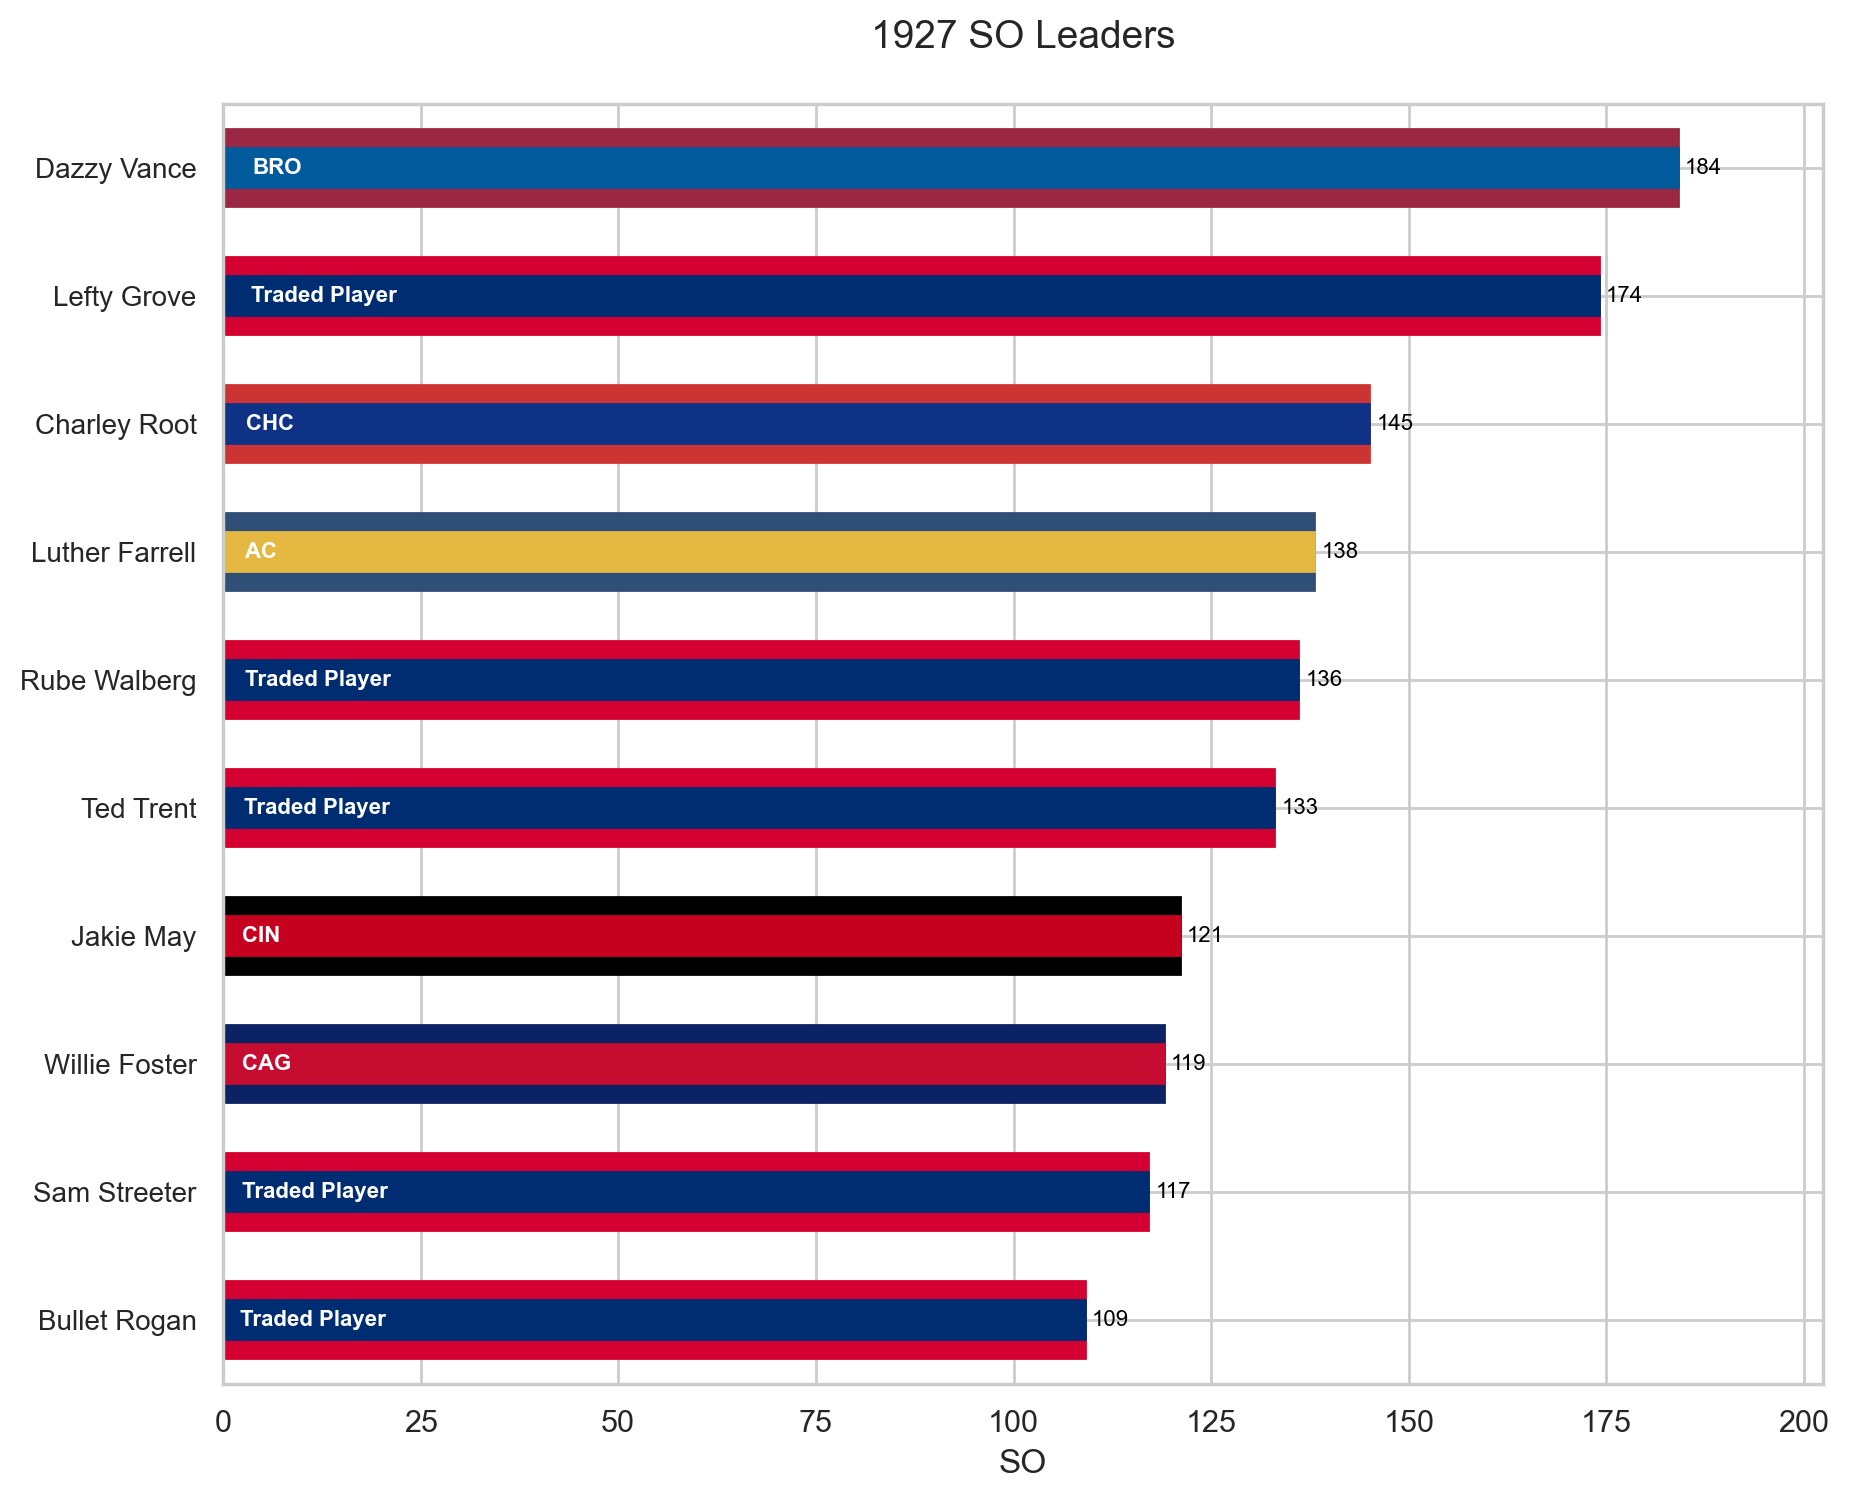 1927 SO Leaders
Dazzy Vance BRO 184
Lefty Grove Traded Player 174
Charley Root CHC 145
Luther Farrell AC 138
Rube Walberg Traded Player 136
Ted Trent Traded Player 133
Jakie May CIN 121
Willie Foster CAG 119
Sam Streeter Traded Player 117
Bullet Rogan Traded Player 109
0 25 50 75 100 125 150 175 200
SO